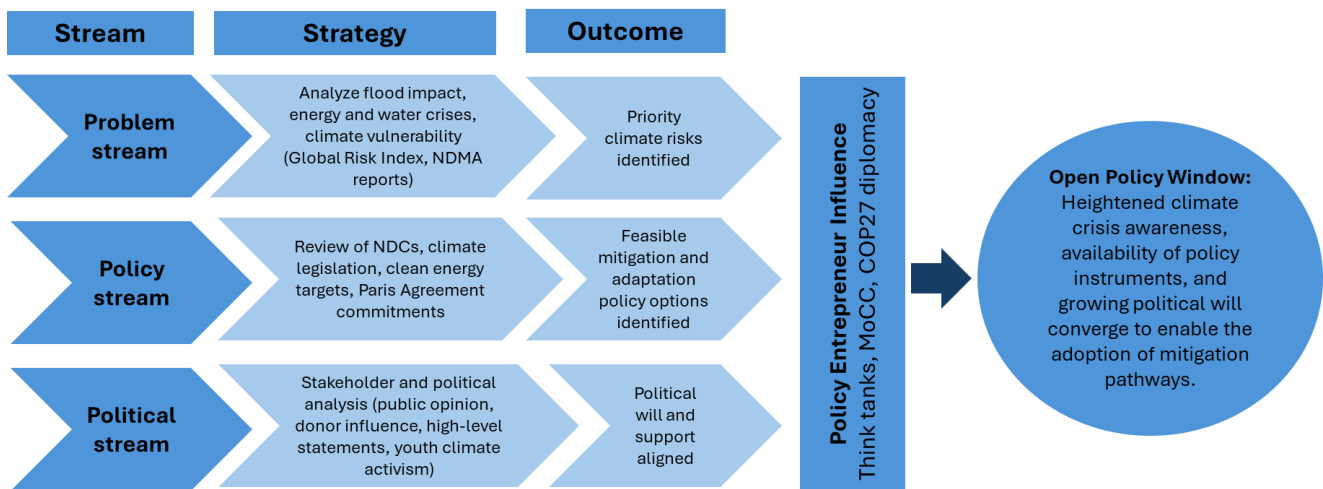 Stream
Strategy
Outcome
Problem
stream
Analyze flood impact,
energy and water crises,
climate vulnerability
(Global Risk Index, NDMA
reports)
Priority
climate risks
identified
Policy
stream
Review of NDCs, climate
legislation, clean energy
targets, Paris Agreement
commitments
Feasible
mitigation and
adaptation
policy options
identified
Political
stream
Stakeholder and political
analysis (public opinion,
donor influence, high-level
statements, youth climate
activism)
Political
will and
support
aligned
Policy Entrepreneur Influence
Think tanks, MoCC, COP27 diplomacy
Open Policy Window:
Heightened climate
crisis awareness,
availability of policy
instruments, and
growing political will
converge to enable the
adoption of mitigation
pathways.